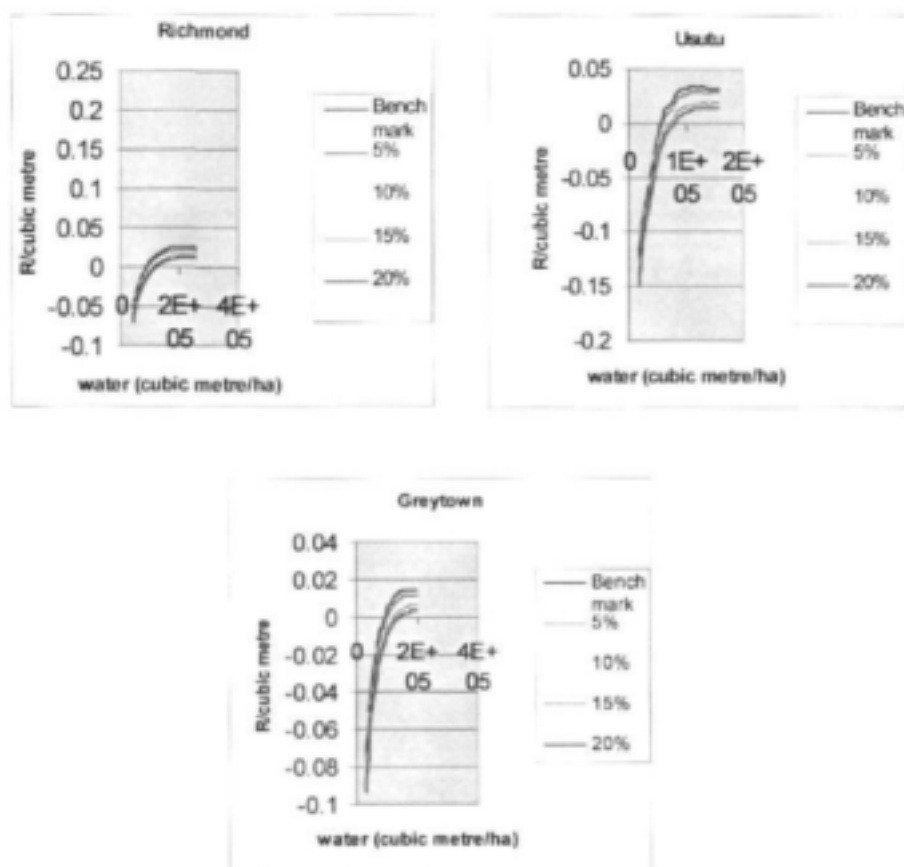 Richmond
0.25
0.2
0.15
0.1
0.05
0
-0.05
-0.1
R/cubic metre
0 2E+ 4E+
05 05
water (cubic metre/ha)
Bench
mark
5%
10%
15%
20%
Usutu
0.05
0
-0.05
-0.1
-0.15
-0.2
R/cubic metre
0 1E+ 2E+
05 05
water (cubic metre/ha)
Bench
mark
5%
10%
15%
20%
Greytown
0.04
0.02
0
-0.02
-0.04
-0.06
-0.08
-0.1
R/cubic metre
0 2E+ 4E+
05 05
water (cubic metre/ha)
Bench
mark
5%
10%
15%
20%